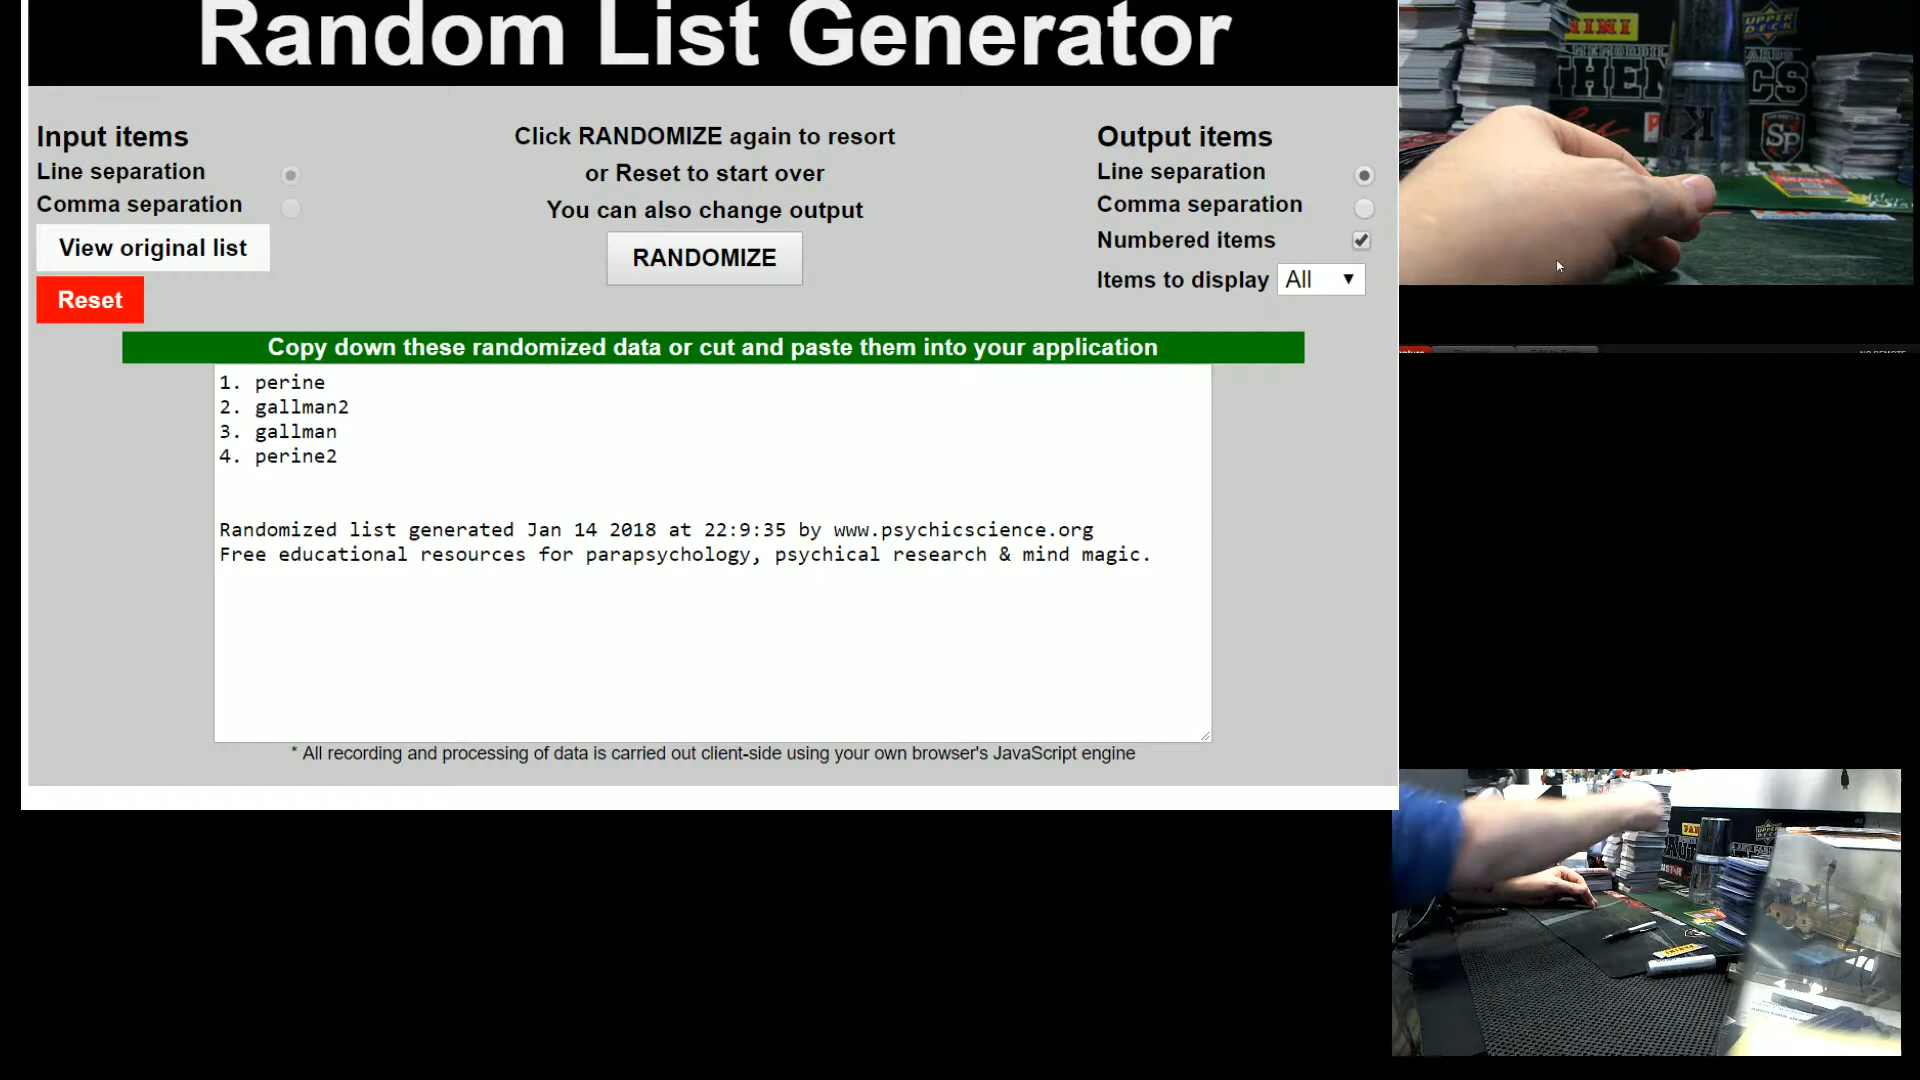 Random List Generator
Input items
Line separation
Comma separation
View original list
Reset
Click RANDOMIZE again to resort
or Reset to start over
You can also change output
RANDOMIZE
Output items
Line separation
Comma separation
Numbered items
Items to display All
Copy down these randomized data or cut and paste them into your application
1. perine
2. gallman2
3. gallman
4. perine2
Randomized list generated Jan 14 2018 at 22:9:35 by www.psychicscience.org
Free educational resources for parapsychology, psychical research & mind magic.
* All recording and processing of data is carried out client-side using your own browser's JavaScript engine
UPPER
DECK
SP